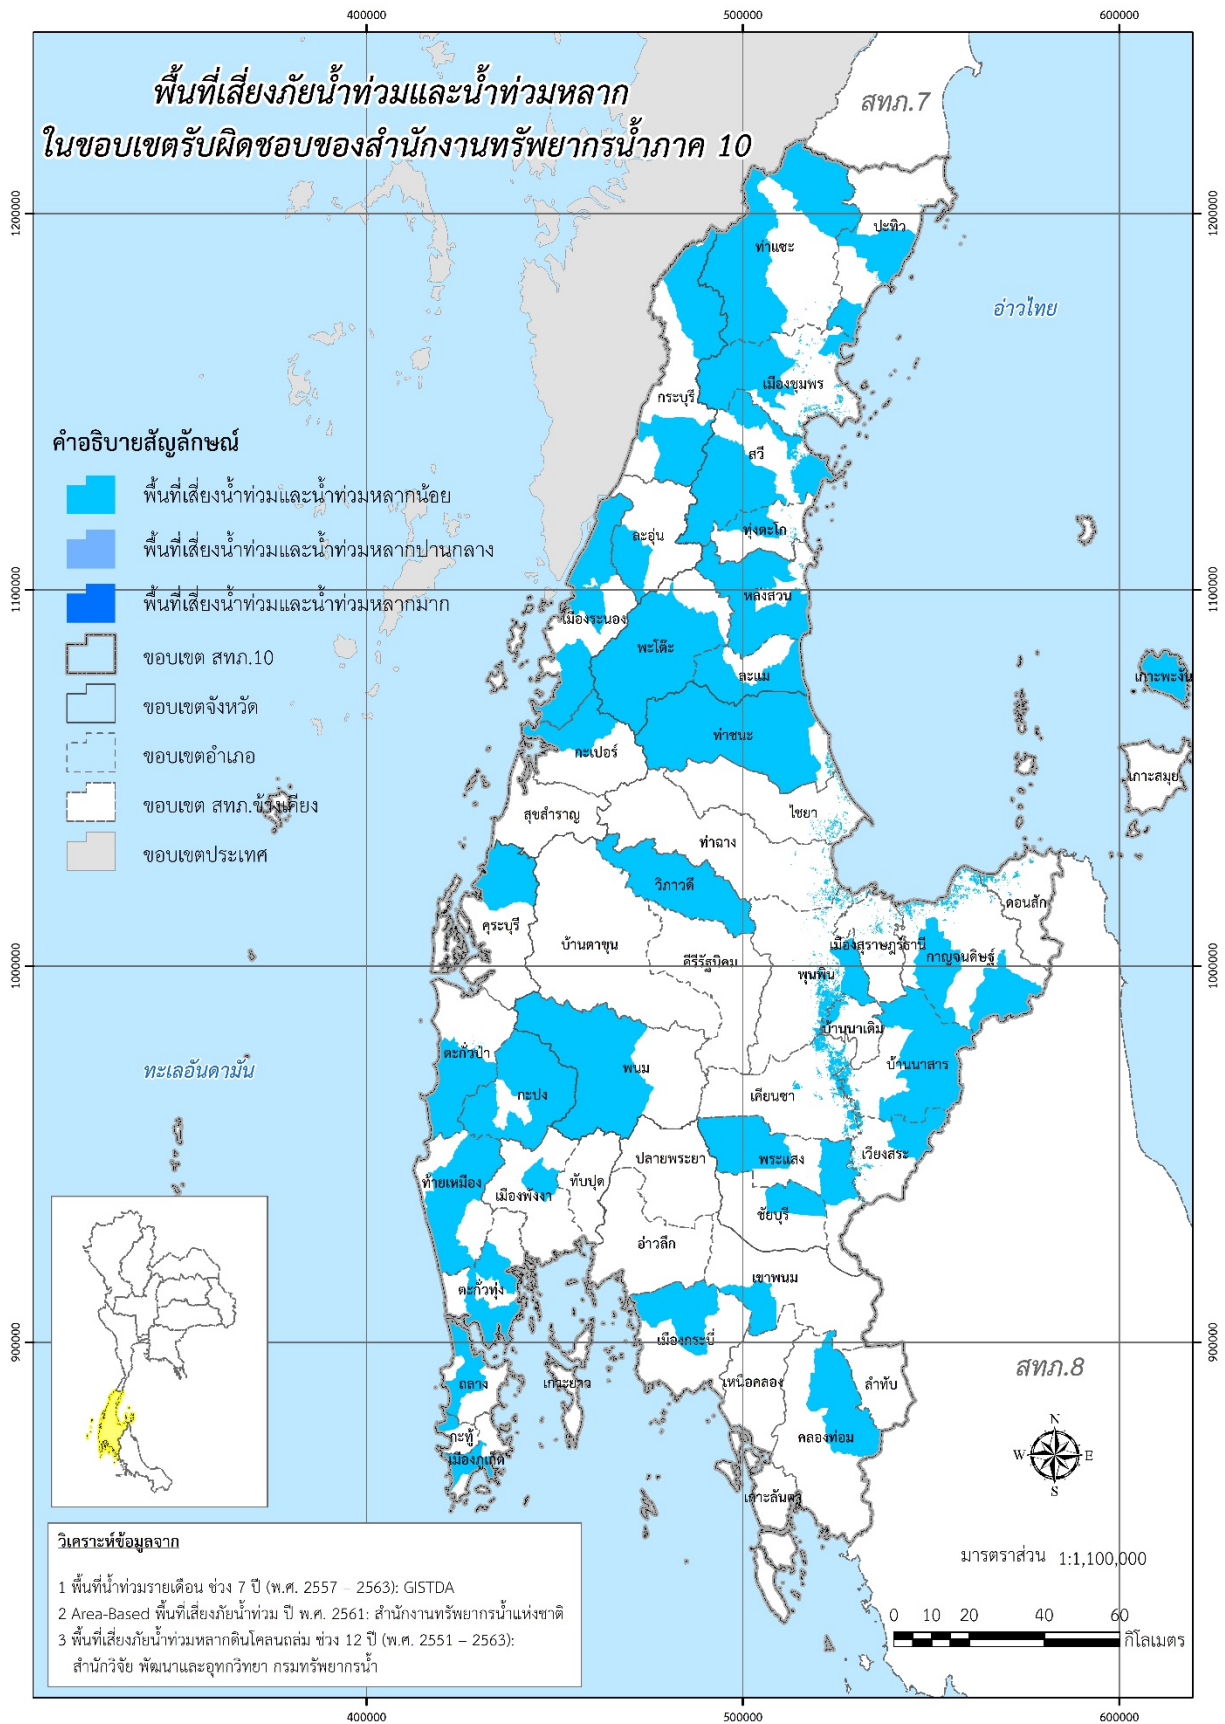 400000
500000
600000
พื้นที่เสี่ยงภัยน้ำท่วมและน้ำท่วมหลาก
ในขอบเขตรับผิดชอบของสำนักงานทรัพยากรน้ำภาค 10
สทภ.7
1200000
1200000
ปะทิว
ท่าแซะ
อ่าวไทย
เมืองชุมพร
กระบุรี
คำอธิบายสัญลักษณ์
สวี
พื้นที่เสี่ยงน้ำท่วมและน้ำท่วมหลากน้อย
ทุ่งตะโก
ละอุ่น
พื้นที่เสี่ยงน้ำท่วมและน้ำท่วมหลากปานกลาง
1100000
1100000
หลังสวน
พื้นที่เสี่ยงน้ำท่วมและน้ำท่วมหลากมาก
เมืองระนอง
พะโต๊ะ
ขอบเขต สทภ.10
ละแม
เกาะพะงัน
ขอบเขตจังหวัด
ท่าชนะ
กะเปอร์
ขอบเขตอำเภอ
เกาะสมุย
ขอบเขต สทภ.ข้างเคียง
สุขสำราญ
ไชยา
ท่าฉาง
ขอบเขตประเทศ
วิภาวดี
ดอนสัก
คุระบุรี
บ้านตาขุน
เมืองสุราษฎร์ธานี
กาญจนดิษฐ์
คีรีรัฐนิคม
1000000
1000000
พุนพิน
บ้านนาเดิม
ตะกั่วป่า
พนม
บ้านนาสาร
ทะเลอันดามัน
กะปง
เคียนซา
ปลายพระยา
พระแสง
เวียงสระ
ท้ายเหมือง
เมืองพังงา
ทับปุด
ชัยบุรี
อ่าวลึก
เขาพนม
ตะกั่วทุ่ง
เมืองกระบี่
900000
900000
สทภ.8
ถลาง
เกาะยาว
เหนือคลอง
ลำทับ
กะทู้
คลองท่อม
เมืองภูเก็ต
N
W
E
S
เกาะลันตา
วิเคราะห์ข้อมูลจาก
1 พื้นที่น้ำท่วมรายเดือน ช่วง 7 ปี (พ.ศ. 2557 – 2563): GISTDA
2 Area-Based พื้นที่เสี่ยงภัยน้ำท่วม ปี พ.ศ. 2561: สำนักงานทรัพยากรน้ำแห่งชาติ
3 พื้นที่เสี่ยงภัยน้ำท่วมหลากดินโคลนถล่ม ช่วง 12 ปี (พ.ศ. 2551 – 2563):
สำนักวิจัย พัฒนาและอุทกวิทยา กรมทรัพยากรน้ำ
มาตราส่วน 1:1,100,000
0 10 20 40 60
กิโลเมตร
400000
500000
600000